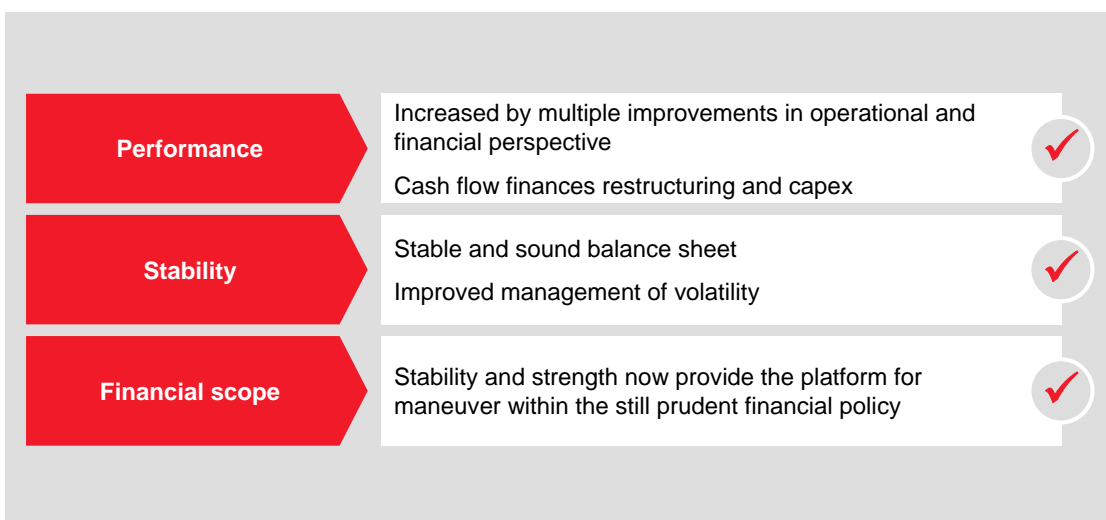 Performance
Increased by multiple improvements in operational and
financial perspective
Cash flow finances restructuring and capex
Stability
Stable and sound balance sheet
Improved management of volatility
Financial scope
Stability and strength now provide the platform for
maneuver within the still prudent financial policy